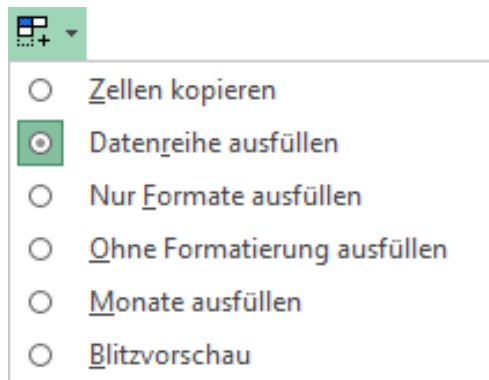 Zellen kopieren
Datenreihe ausfüllen
Nur Formate ausfüllen
Ohne Formatierung ausfüllen
Monate ausfüllen
Blitzvorschau